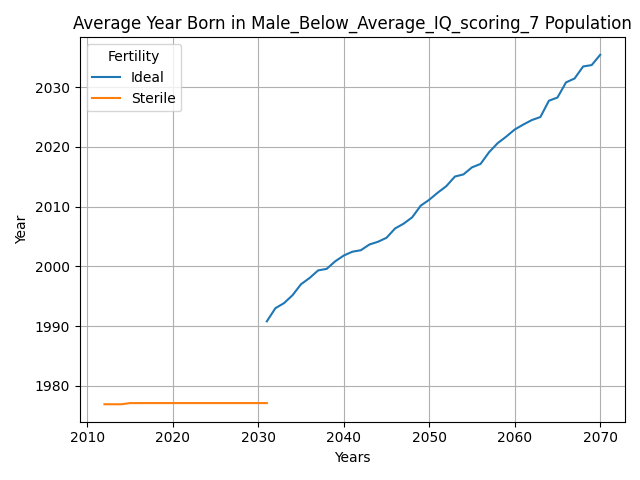 Average Year Born in Male_Below_Average_IQ_scoring_7 Population
Fertility
Ideal
Sterile
Year
2030
2020
2010
2000
1990
1980
2010 2020 2030 2040 2050 2060 2070
Years